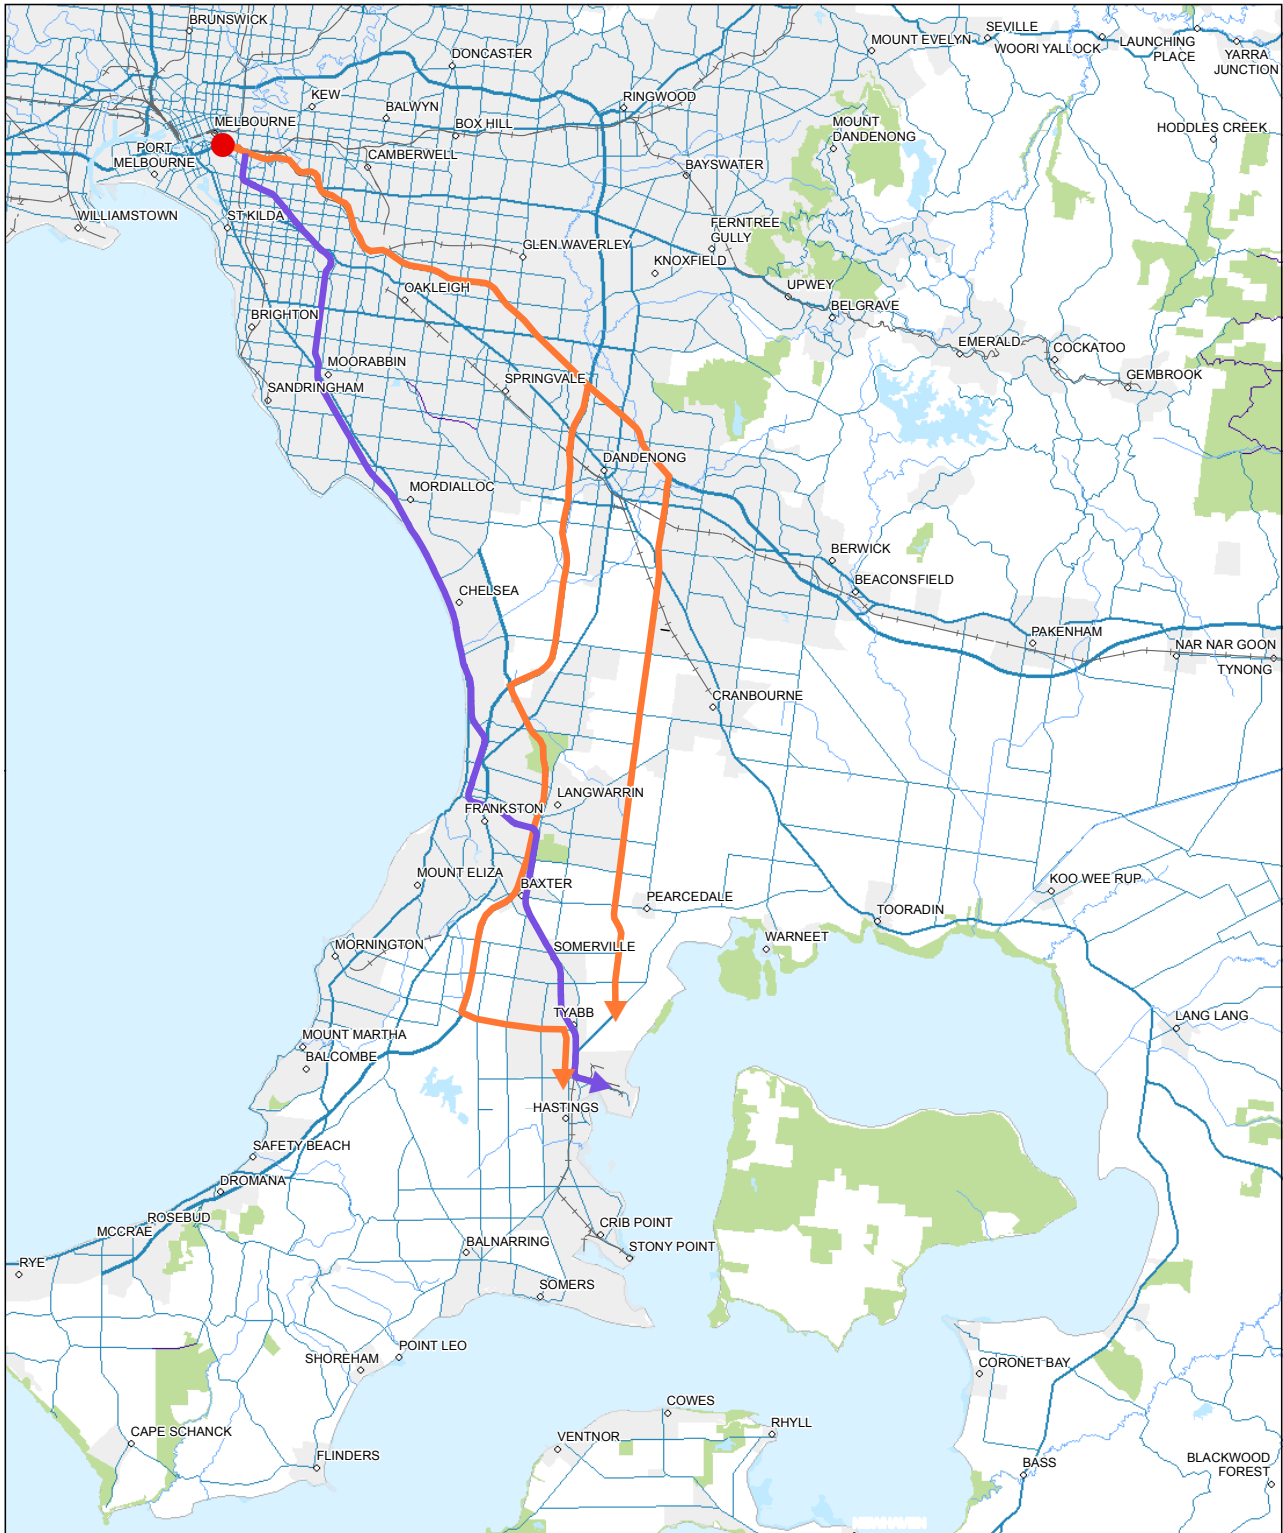 BRUNSWICK
SEVILLE
MOUNT EVELYN
WOORI YALLOCK
LAUNCHING
PLACE
YARRA
JUNCTION
DONCASTER
KEW
BALWYN
RINGWOOD
MELBOURNE
BOX HILL
MOUNT
DANDENONG
HODDLES CREEK
PORT
MELBOURNE
CAMBERWELL
BAYSWATER
WILLIAMSTOWN
ST KILDA
FERNTREE
GULLY
GLEN WAVERLEY
KNOXFIELD
OAKLEIGH
UPWEY
BELGRAVE
BRIGHTON
EMERALD
COCKATOO
MOORABBIN
GEMBROOK
SANDRINGHAM
SPRINGVALE
DANDENONG
MORDIALLOC
BERWICK
BEACONSFIELD
CHELSEA
PAKENHAM
NAR NAR GOON
TYNONG
CRANBOURNE
LANGWARRIN
FRANKSTON
MOUNT ELIZA
BAXTER
KOO WEE RUP
PEARCEDALE
TOORADIN
MORNINGTON
SOMERVILLE
WARNEET
TYABB
LANG LANG
MOUNT MARTHA
BALCOMBE
HASTINGS
SAFETY BEACH
DROMANA
ROSEBUD
MCCRAE
CRIB POINT
BALNARRING
STONY POINT
RYE
SOMERS
POINT LEO
SHOREHAM
CORONET BAY
COWES
RHYLL
CAPE SCHANCK
VENTNOR
FLINDERS
BASS
BLACKWOOD
FOREST